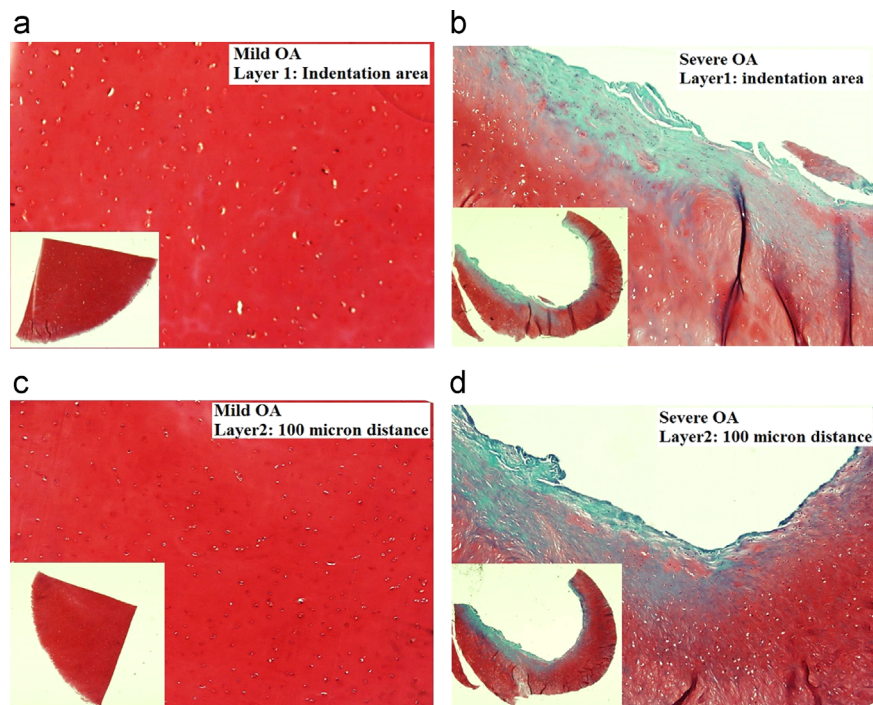 a
Mild OA
Layer 1: Indentation area
b
Severe OA
Layer1: indentation area
c
Mild OA
Layer2: 100 micron distance
d
Severe OA
Layer2: 100 micron distance